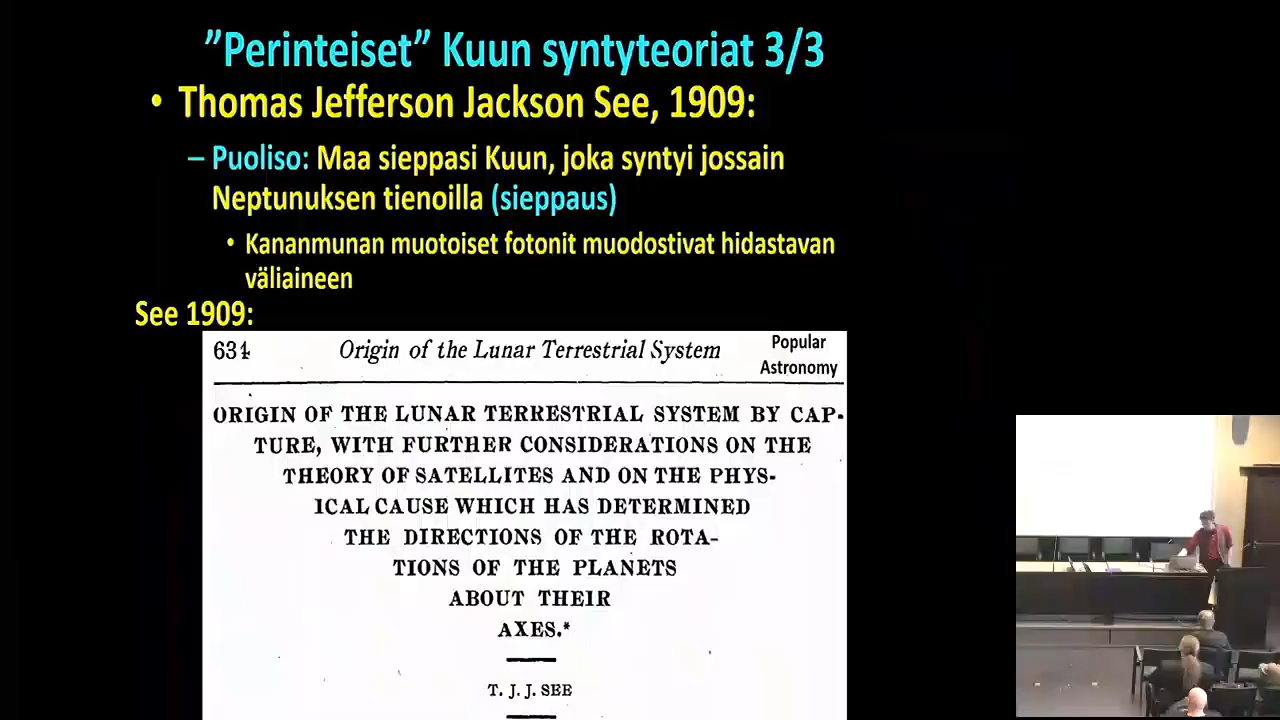 ”Perinteiset” Kuun syntyteoriat 3/3
• Thomas Jefferson Jackson See, 1909:
– Puoliso: Maa sieppasi Kuun, joka syntyi jossain
Neptunuksen tienoilla (sieppaus)
• Kananmunan muotoiset fotonit muodostivat hidastavan
väliaineen
See 1909:
634 Origin of the Lunar Terrestrial System Popular
Astronomy
ORIGIN OF THE LUNAR TERRESTRIAL SYSTEM BY CAP-
TURE, WITH FURTHER CONSIDERATIONS ON THE
THEORY OF SATELLITES AND ON THE PHYS-
ICAL CAUSE WHICH HAS DETERMINED
THE DIRECTIONS OF THE ROTA-
TIONS OF THE PLANETS
ABOUT THEIR
AXES.*
T. J. J. SEE